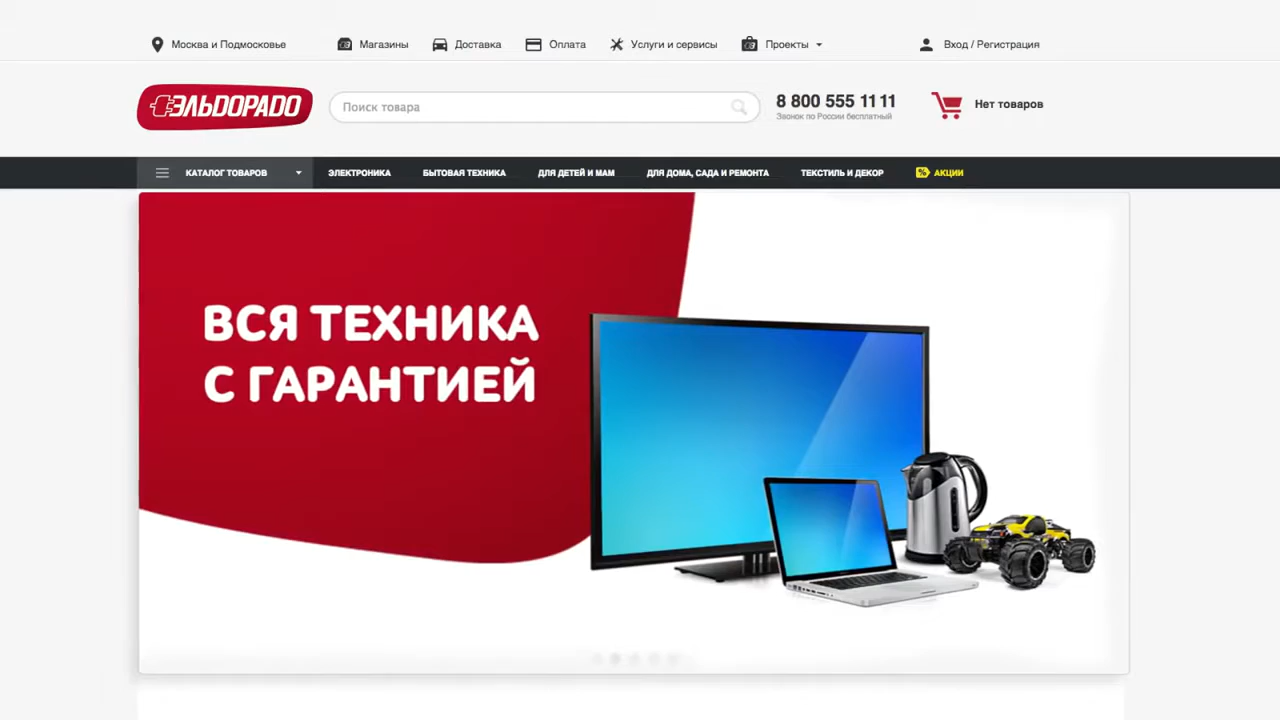 Москва и Подмосковье
Магазины
Доставка
Оплата
Услуги и сервисы
Проекты
Вход / Регистрация
ЭЛЬДОРАДО
Поиск товара
8 800 555 11 11
Звонок по России бесплатный
Нет товаров
КАТАЛОГ ТОВАРОВ
ЭЛЕКТРОНИКА
БЫТОВАЯ ТЕХНИКА
ДЛЯ ДЕТЕЙ И МАМ
ДЛЯ ДОМА, САДА И РЕМОНТА
ТЕКСТИЛЬ И ДЕКОР
% АКЦИИ
ВСЯ ТЕХНИКА
С ГАРАНТИЕЙ